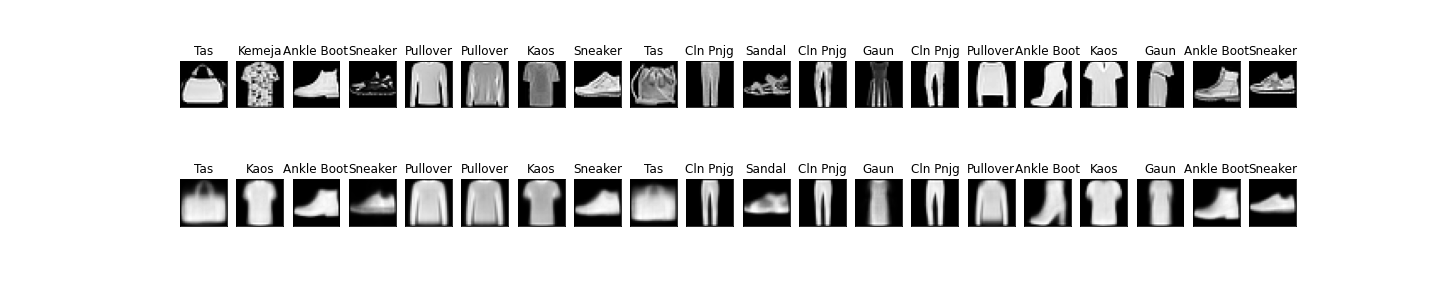 Tas Kemeja Ankle Boot Sneaker Pullover Pullover Kaos Sneaker Tas Cln Pnjg Sandal Cln Pnjg Gaun Cln Pnjg Pullover Ankle Boot Kaos Gaun Ankle Boot Sneaker
Tas Kaos Ankle Boot Sneaker Pullover Pullover Kaos Sneaker Tas Cln Pnjg Sandal Cln Pnjg Gaun Cln Pnjg Pullover Ankle Boot Kaos Gaun Ankle Boot Sneaker